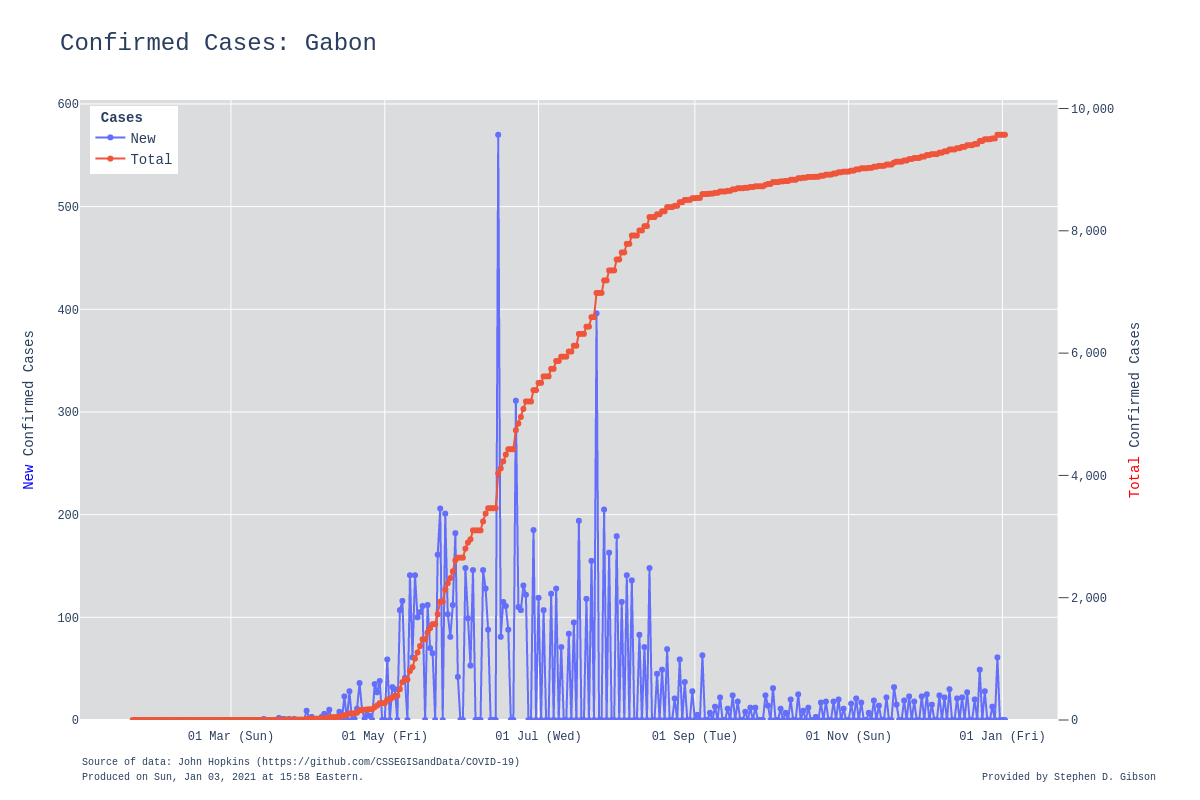 Confirmed Cases: Gabon
Cases
New
Total
600
500
400
300
200
100
0
10,000
8,000
6,000
4,000
2,000
0
New Confirmed Cases
Total Confirmed Cases
01 Mar (Sun)
01 May (Fri)
01 Jul (Wed)
01 Sep (Tue)
01 Nov (Sun)
01 Jan (Fri)
Source of data: John Hopkins (https://github.com/CSSEGISandData/COVID-19)
Produced on Sun, Jan 03, 2021 at 15:58 Eastern.
Provided by Stephen D. Gibson